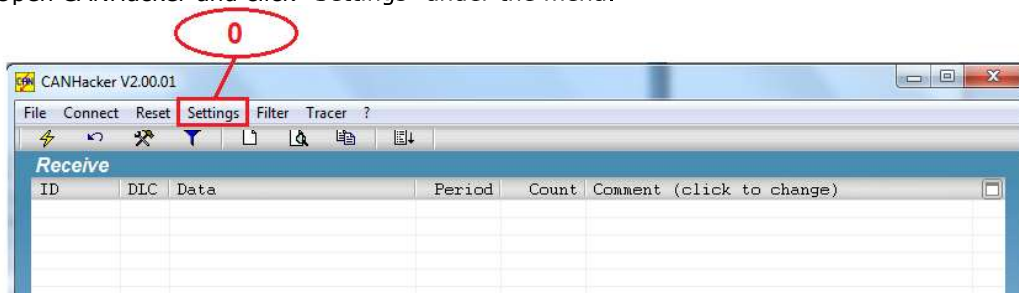 open CANHacker and click "Settings" under the menu.
0
CAN CANHacker V2.00.01
File Connect Reset Settings Filter Tracer ?
Receive
ID DLC Data Period Count Comment (click to change)